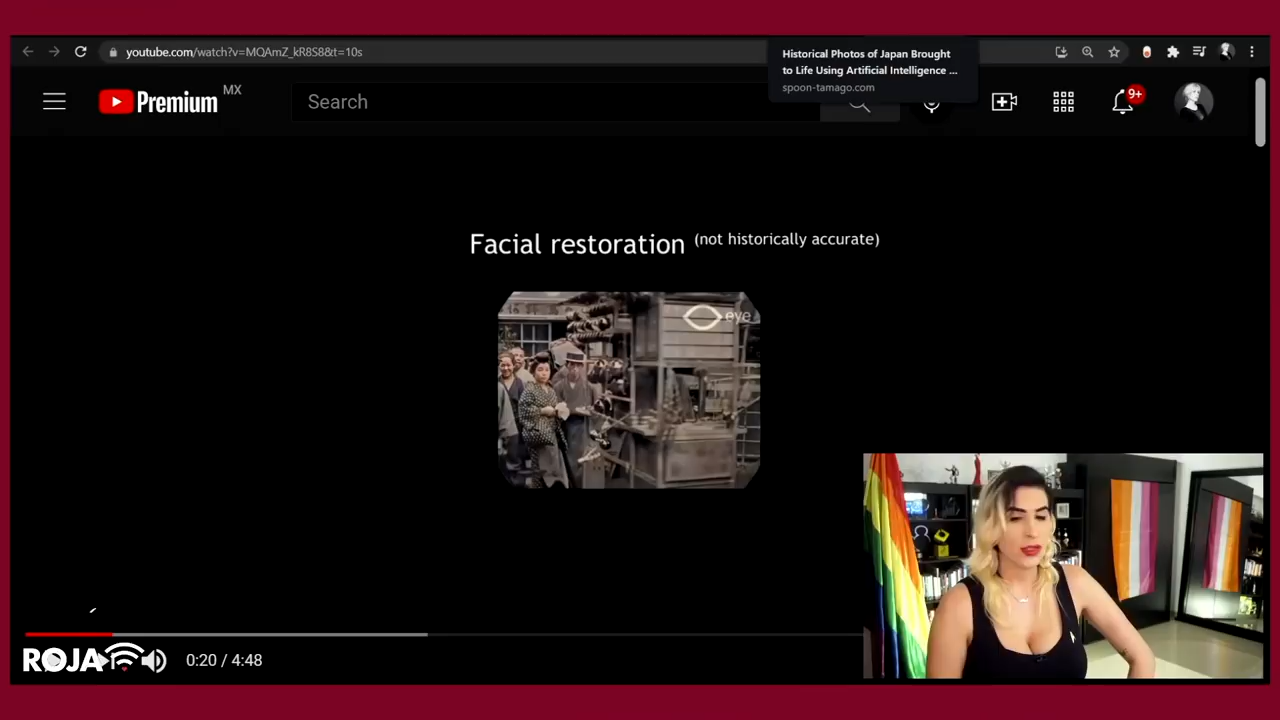 youtube.com/watch?v=MQAmZ_kR8S8&t=10s
Historical Photos of Japan Brought
to Life Using Artificial Intelligence ...
spoon-tamago.com
Premium MX
Search
9+
Facial restoration (not historically accurate)
eye
ROJA
0:20 / 4:48